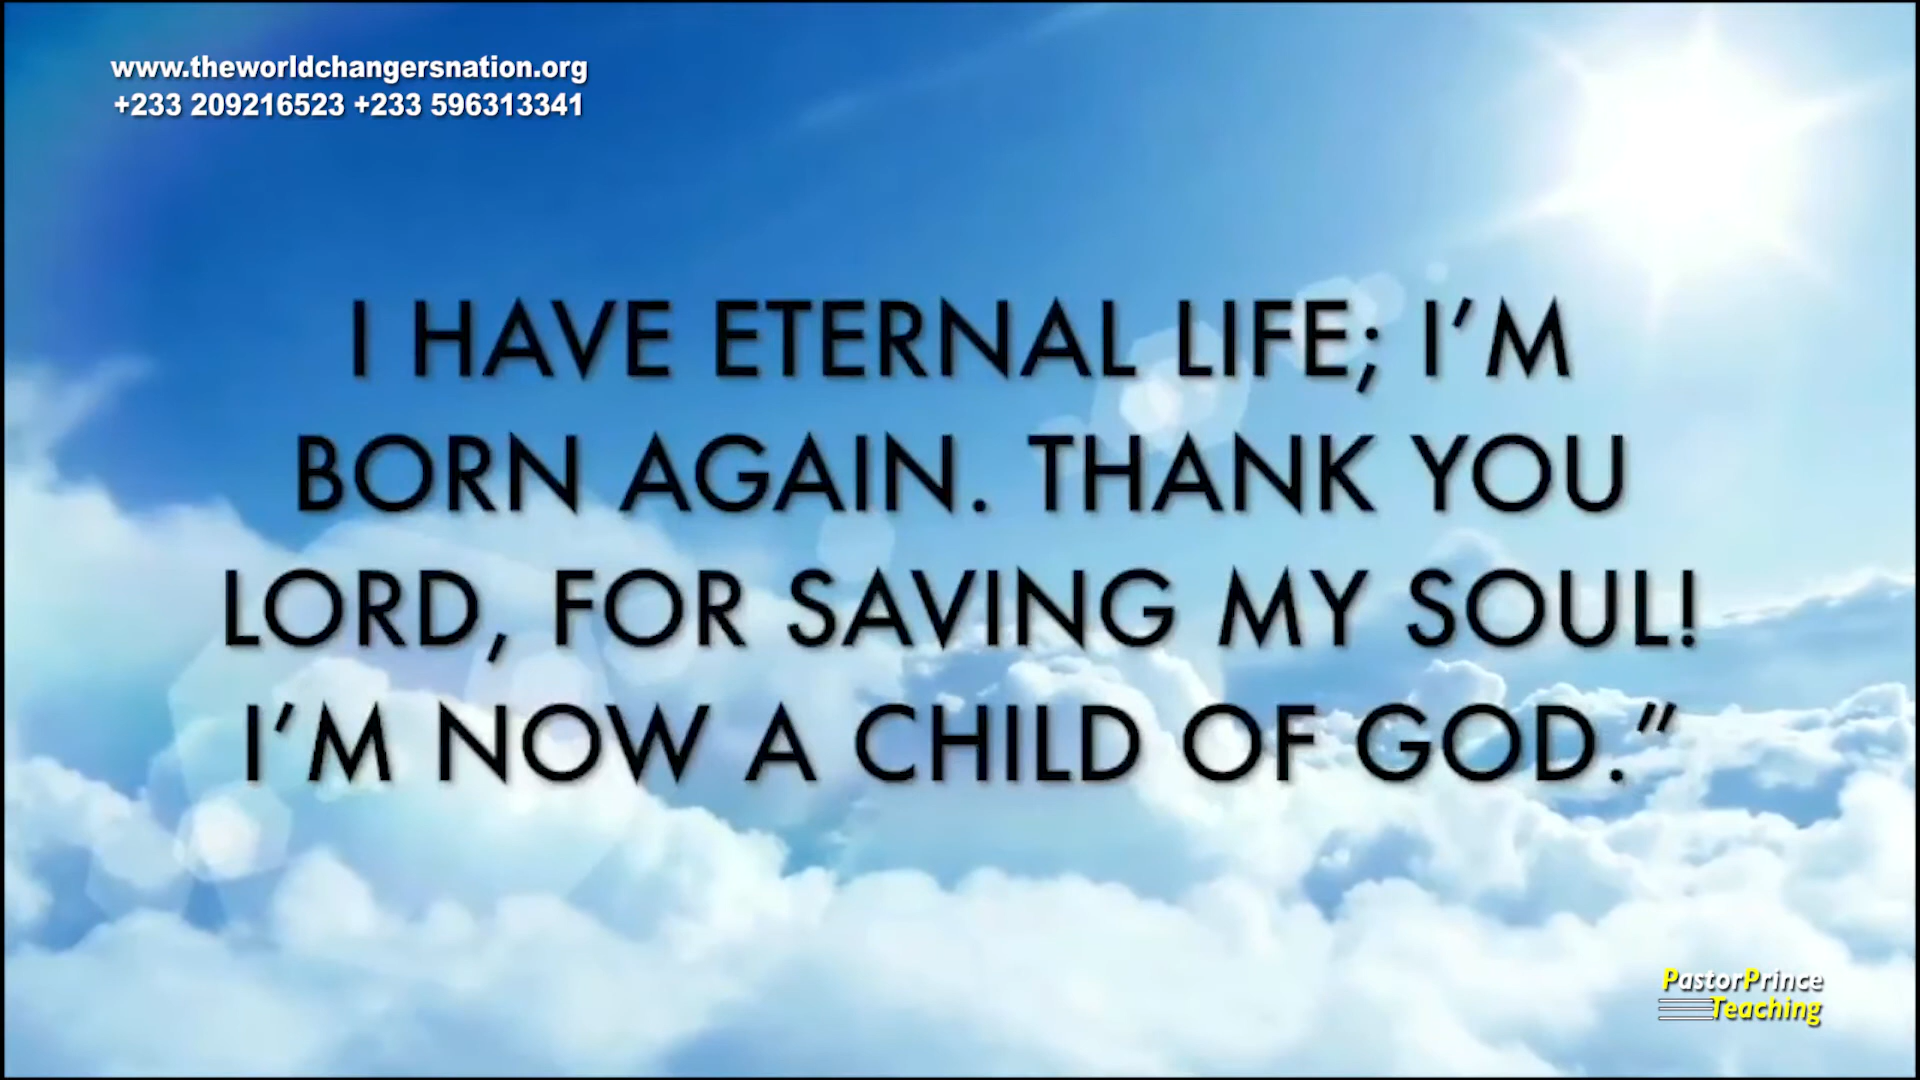 www.theworldchangersnation.org
+233 209216523 +233 596313341
I HAVE ETERNAL LIFE; I’M
BORN AGAIN. THANK YOU
LORD, FOR SAVING MY SOUL!
I’M NOW A CHILD OF GOD.”
PastorPrince
Teaching